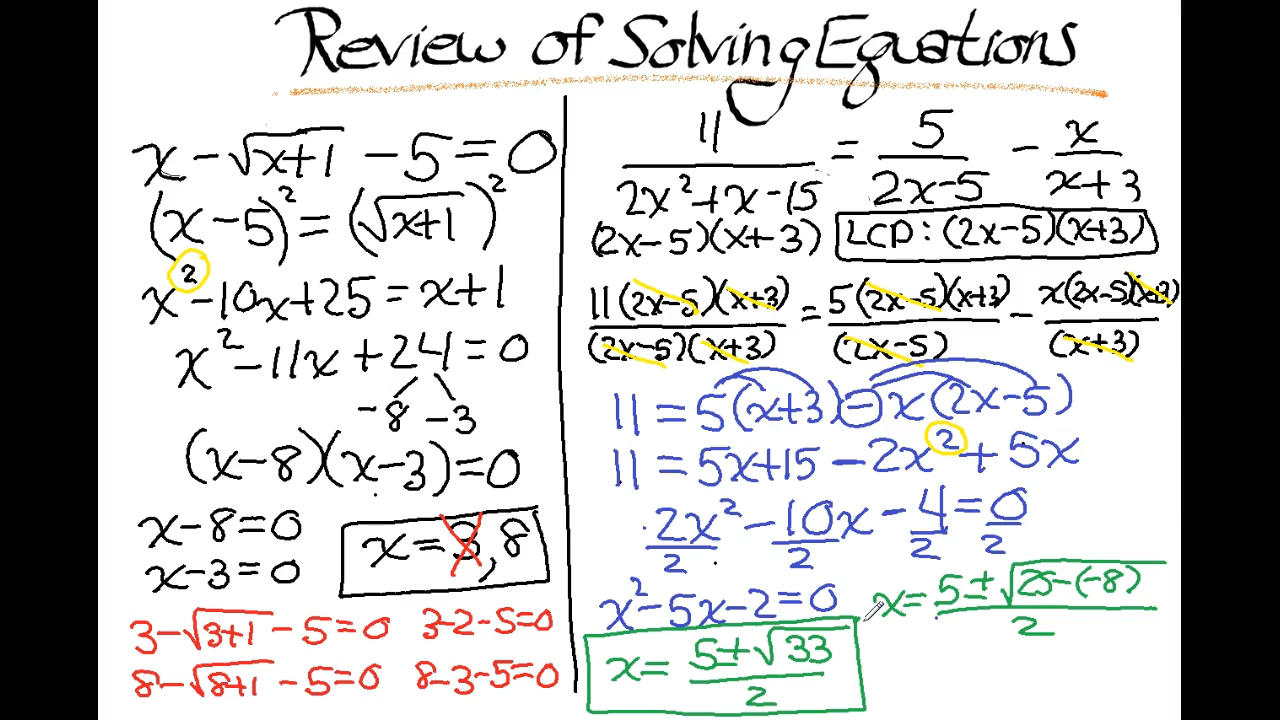 Review of Solving Equations
x - √(x+1) - 5 = 0
(x - 5)² = (√(x+1))²
x² - 10x + 25 = x + 1
x² - 11x + 24 = 0
-8 -3
(x - 8)(x - 3) = 0
x - 8 = 0
x - 3 = 0
x = 3, 8
3 - √(3+1) - 5 = 0
3 - 2 - 5 = 0
8 - √(8+1) - 5 = 0
8 - 3 - 5 = 0
11/(2x² + x - 15) = 5/(2x - 5) - x/(x + 3)
(2x - 5)(x + 3)
LCD: (2x - 5)(x + 3)
11(2x - 5)(x + 3)/((2x - 5)(x + 3)) = 5(2x - 5)(x + 3)/(2x - 5) - x(2x - 5)(x + 3)/(x + 3)
11 = 5(x + 3) - x(2x - 5)
11 = 5x + 15 - 2x² + 5x
2x²/2 - 10x/2 - 4/2 = 0/2
x² - 5x - 2 = 0
x = (5 ± √(25 - (-8)))/2
x = (5 ± √33)/2